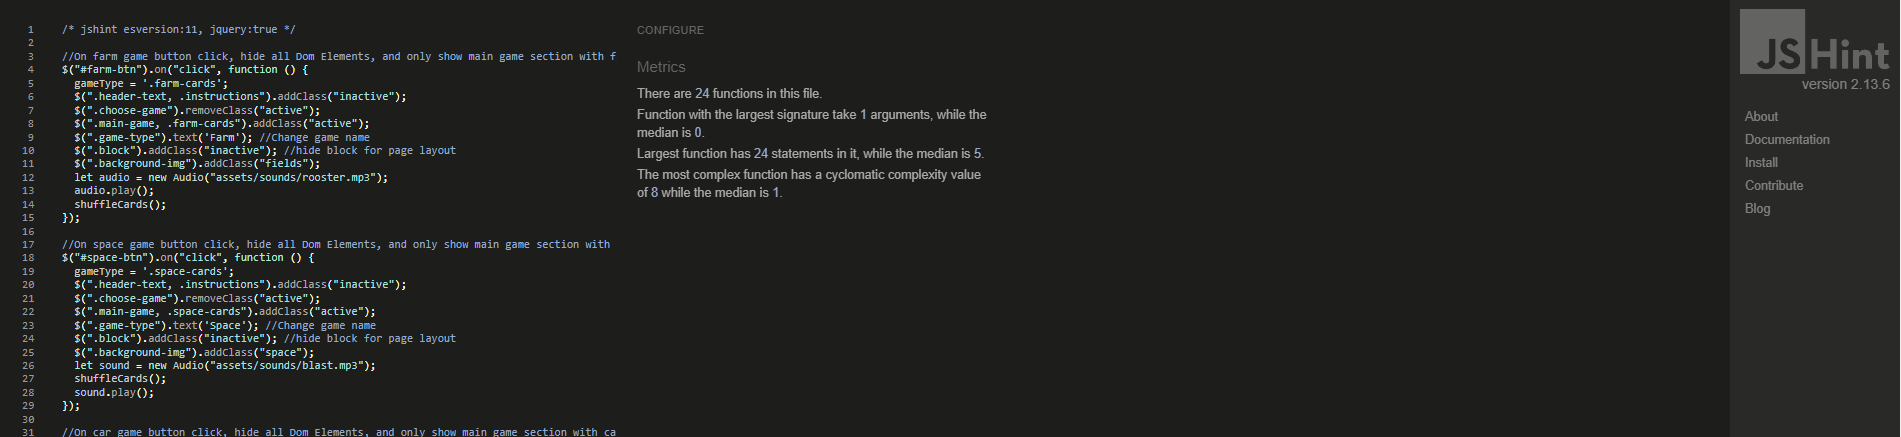 1 /* jshint esversion:11, jquery:true */
2
3 //On farm game button click, hide all Dom Elements, and only show main game section with f
4 $("#farm-btn").on("click", function () {
5 gameType = '.farm-cards';
6 $(".header-text, .instructions").addClass("inactive");
7 $(".choose-game").removeClass("active");
8 $(".main-game, .farm-cards").addClass("active");
9 $(".game-type").text('Farm'); //Change game name
10 $(".block").addClass("inactive"); //hide block for page layout
11 $(".background-img").addClass("fields");
12 let audio = new Audio("assets/sounds/rooster.mp3");
13 audio.play();
14 shuffleCards();
15 });
16
17 //On space game button click, hide all Dom Elements, and only show main game section with
18 $("#space-btn").on("click", function () {
19 gameType = '.space-cards';
20 $(".header-text, .instructions").addClass("inactive");
21 $(".choose-game").removeClass("active");
22 $(".main-game, .space-cards").addClass("active");
23 $(".game-type").text('Space'); //Change game name
24 $(".block").addClass("inactive"); //hide block for page layout
25 $(".background-img").addClass("space");
26 let sound = new Audio("assets/sounds/blast.mp3");
27 shuffleCards();
28 sound.play();
29 });
30
31 //On car game button click, hide all Dom Elements, and only show main game section with ca
CONFIGURE
Metrics
There are 24 functions in this file.
Function with the largest signature take 1 arguments, while the
median is 0.
Largest function has 24 statements in it, while the median is 5.
The most complex function has a cyclomatic complexity value
of 8 while the median is 1.
JSHint
version 2.13.6
About
Documentation
Install
Contribute
Blog